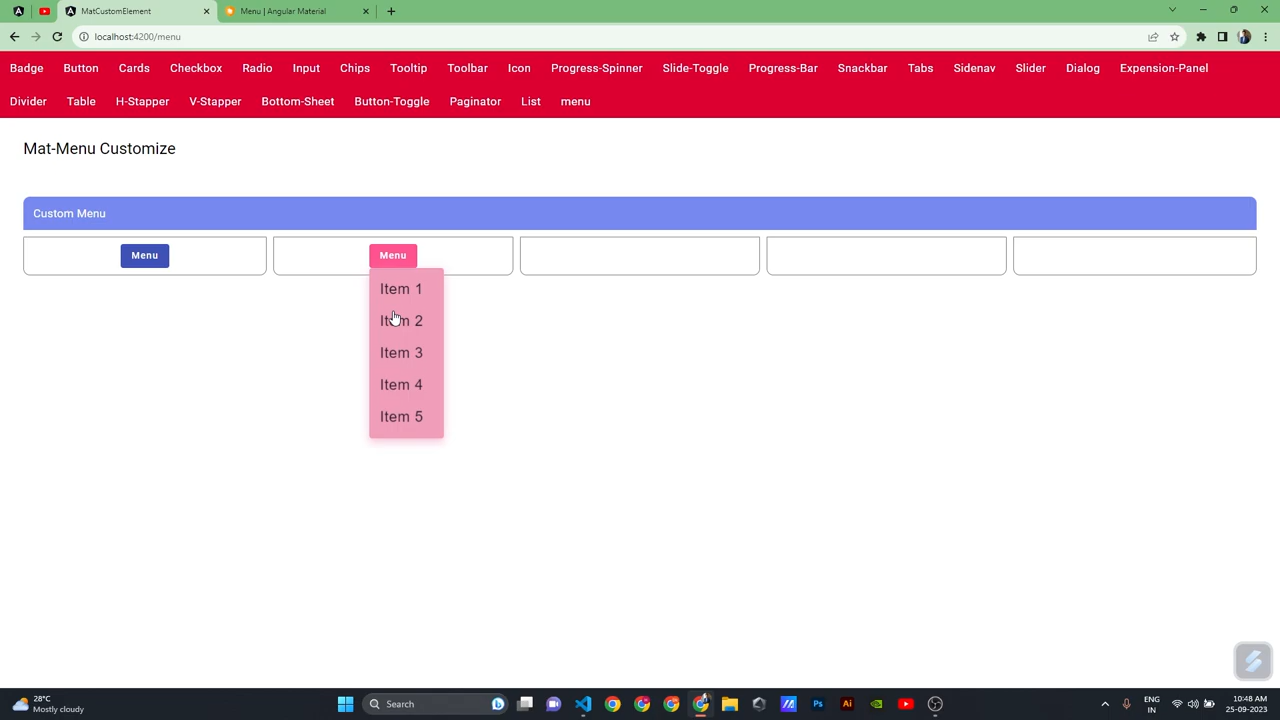 MatCustomElement
Menu | Angular Material
localhost:4200/menu
Badge Button Cards Checkbox Radio Input Chips Tooltip Toolbar Icon Progress-Spinner Slide-Toggle Progress-Bar Snackbar Tabs Sidenav Slider Dialog Expension-Panel
Divider Table H-Stapper V-Stapper Bottom-Sheet Button-Toggle Paginator List menu
Mat-Menu Customize
Custom Menu
Menu Menu
Item 1
Item 2
Item 3
Item 4
Item 5
28°C
Mostly cloudy
Search
Ps
Ai
ENG
IN
10:48 AM
25-09-2023